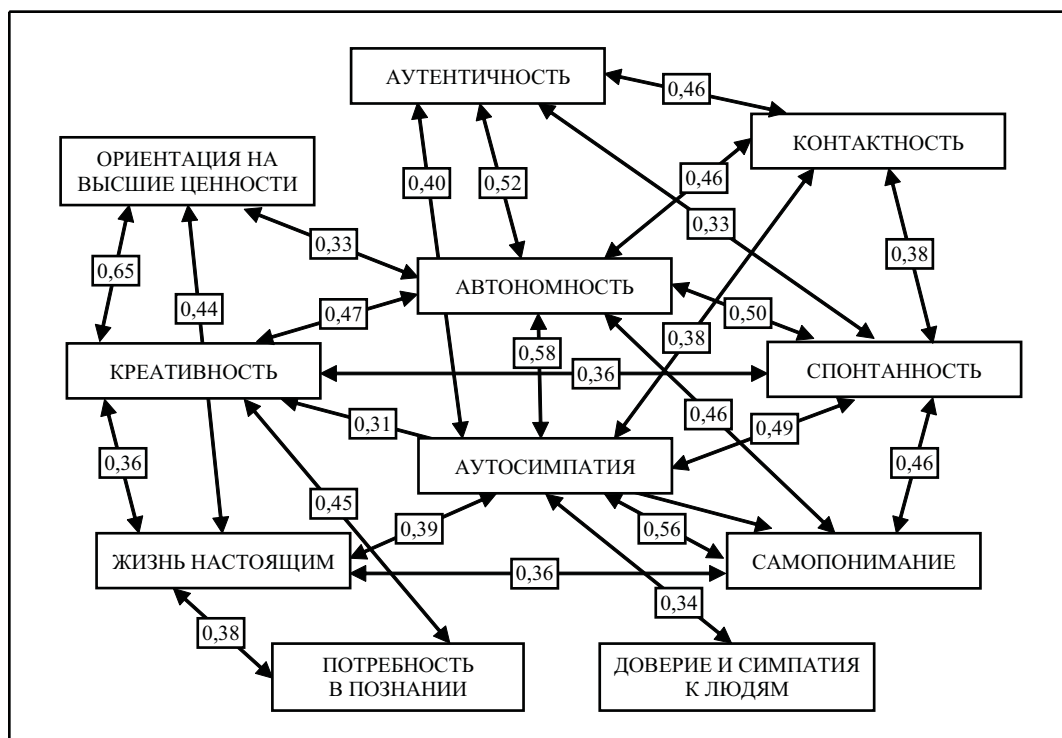 АУТЕНТИЧНОСТЬ
0,46
КОНТАКТНОСТЬ
ОРИЕНТАЦИЯ НА
ВЫСШИЕ ЦЕННОСТИ
0,40
0,52
0,46
0,33
0,33
0,38
0,65
АВТОНОМНОСТЬ
0,44
0,47
0,50
0,58
0,38
КРЕАТИВНОСТЬ
0,36
СПОНТАННОСТЬ
0,31
0,46
0,49
0,36
АУТОСИМПАТИЯ
0,46
0,45
0,39
0,56
ЖИЗНЬ НАСТОЯЩИМ
0,36
САМОПОНИМАНИЕ
0,34
0,38
ПОТРЕБНОСТЬ
В ПОЗНАНИИ
ДОВЕРИЕ И СИМПАТИЯ
К ЛЮДЯМ